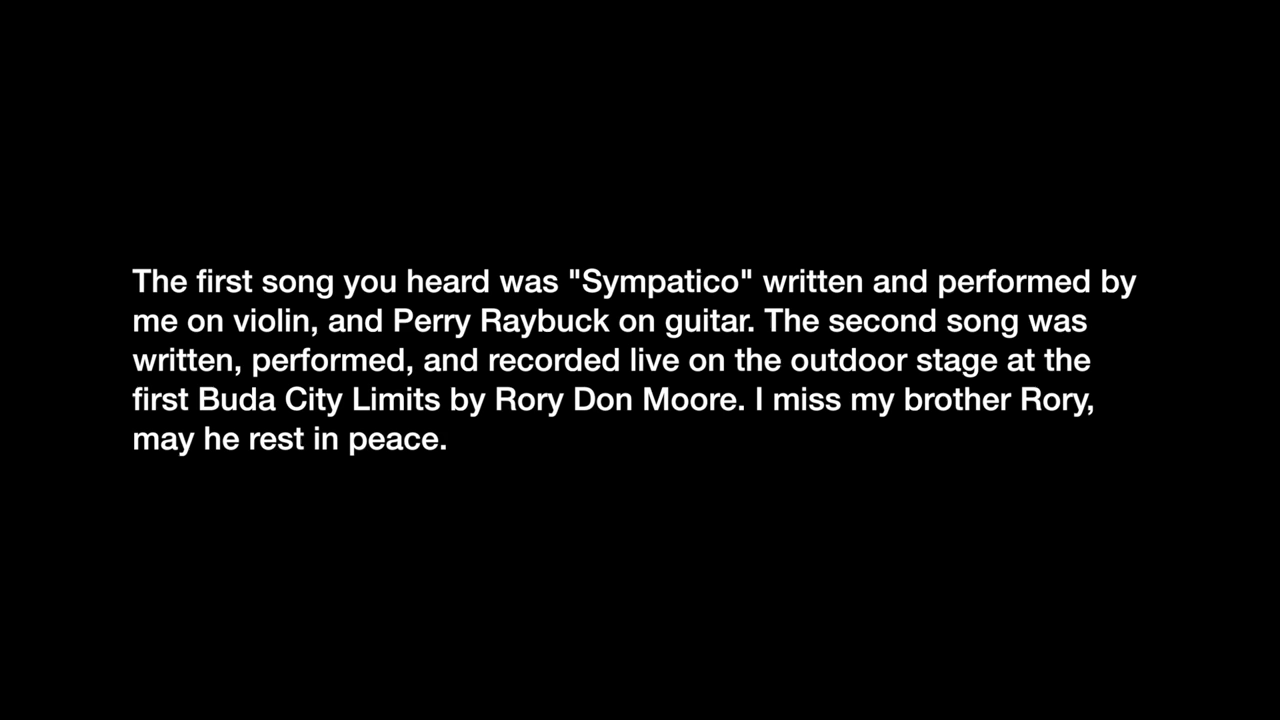 The first song you heard was "Sympatico" written and performed by
me on violin, and Perry Raybuck on guitar. The second song was
written, performed, and recorded live on the outdoor stage at the
first Buda City Limits by Rory Don Moore. I miss my brother Rory,
may he rest in peace.